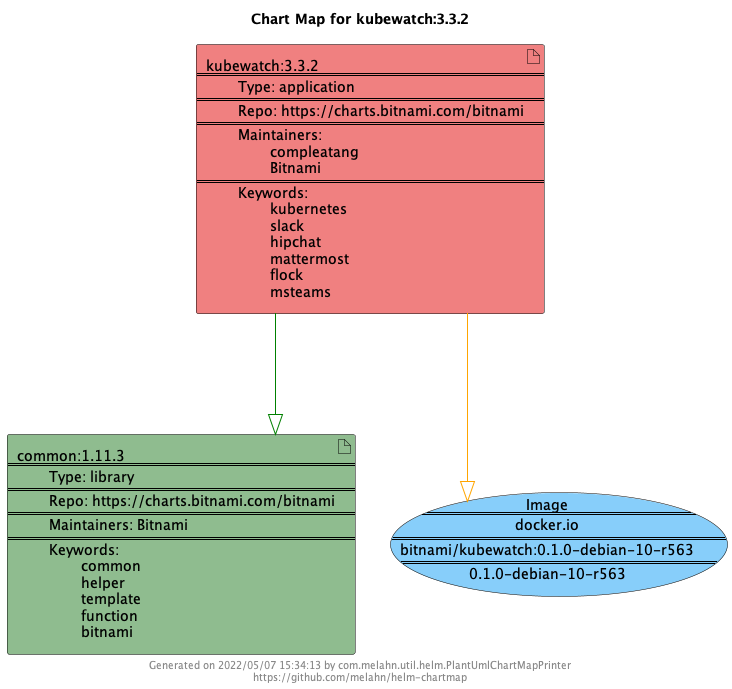 Chart Map for kubewatch:3.3.2
kubewatch:3.3.2
Type: application
Repo: https://charts.bitnami.com/bitnami
Maintainers:
compleatang
Bitnami
Keywords:
kubernetes
slack
hipchat
mattermost
flock
msteams
common:1.11.3
Type: library
Repo: https://charts.bitnami.com/bitnami
Maintainers: Bitnami
Keywords:
common
helper
template
function
bitnami
Image
docker.io
bitnami/kubewatch:0.1.0-debian-10-r563
0.1.0-debian-10-r563
Generated on 2022/05/07 15:34:13 by com.melahn.util.helm.PlantUmlChartMapPrinter
https://github.com/melahn/helm-chartmap